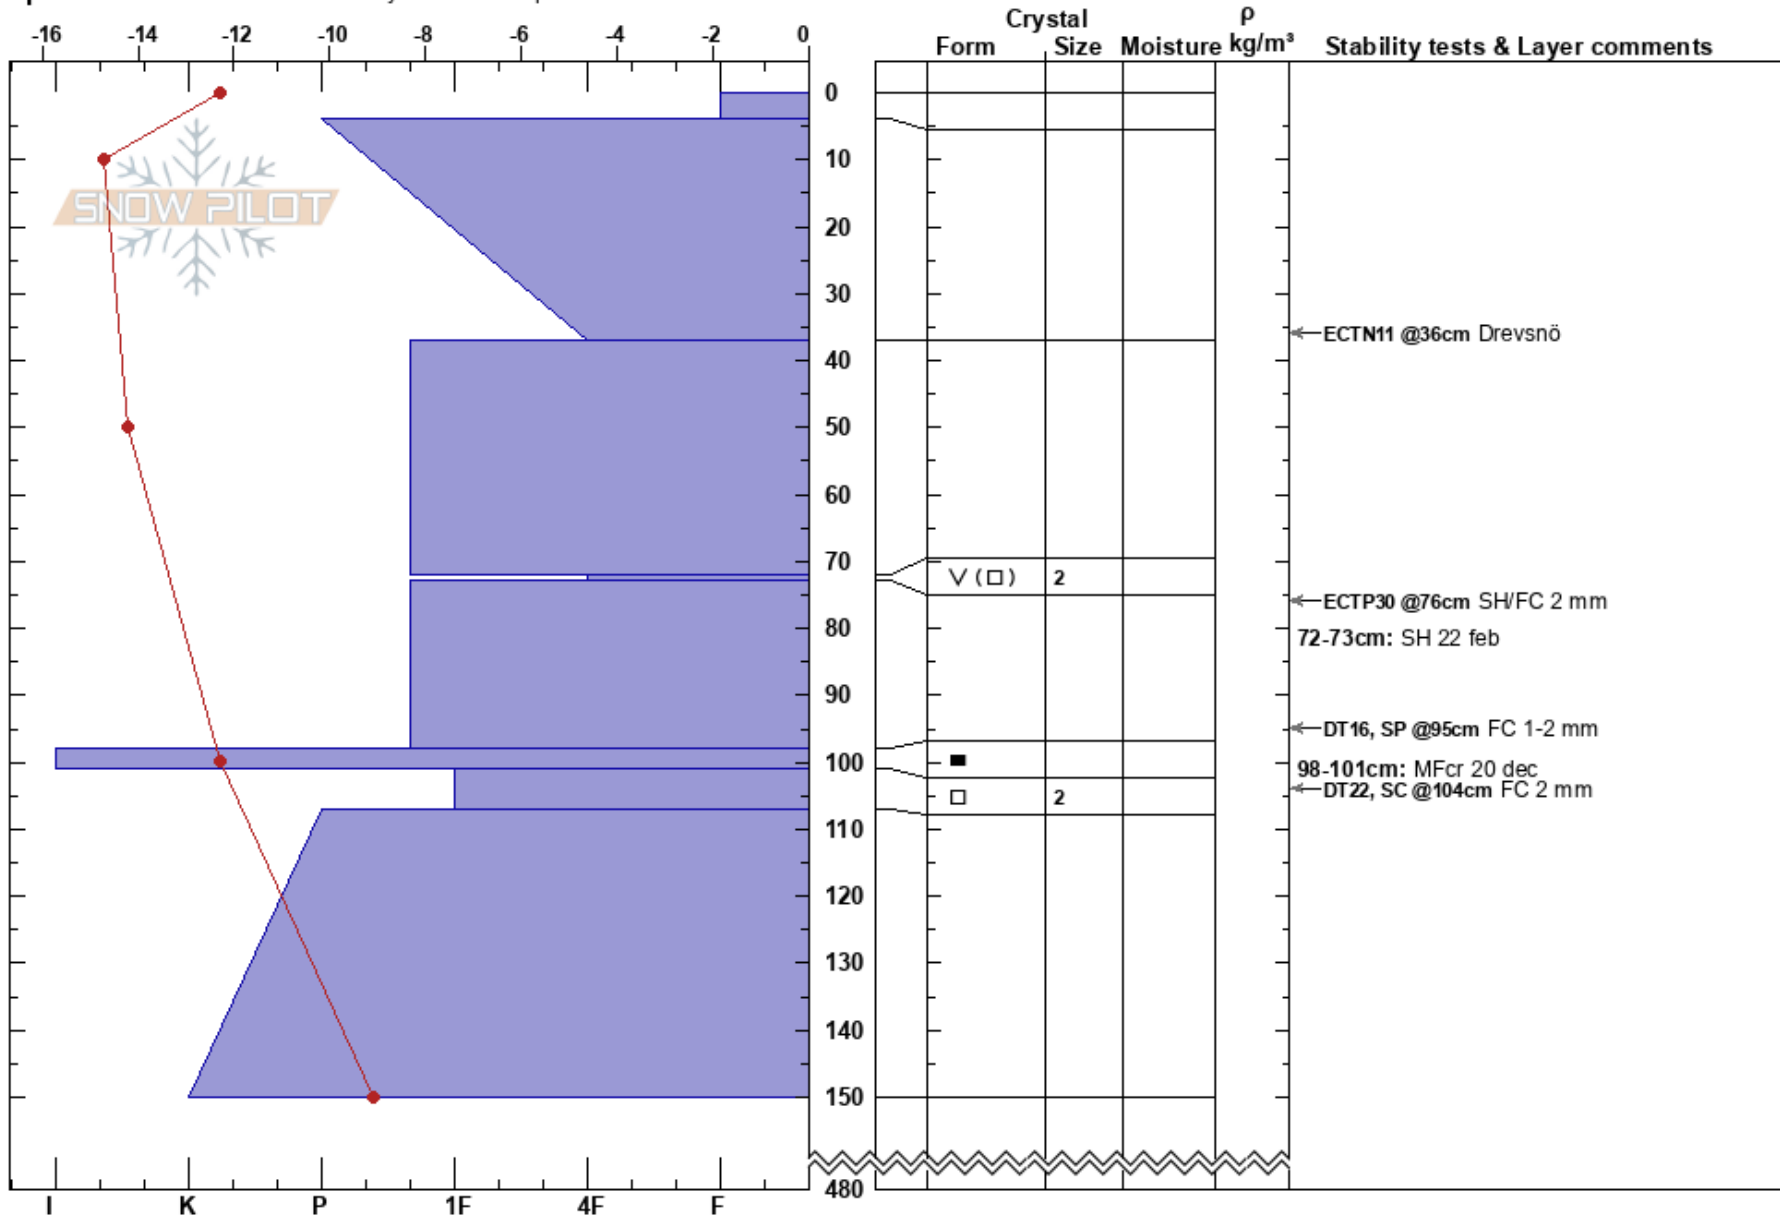 Crystal ρ
-16 -14 -12 -10 -8 -6 -4 -2 0 Form Size Moisture kg/m³ Stability tests & Layer comments
0
10
SNOW PILOT
20
30
ECTN11 @36cm Drevsnö
40
50
60
70
V (□) 2
ECTP30 @76cm SH/FC 2 mm
80
72-73cm: SH 22 feb
90
DT16, SP @95cm FC 1-2 mm
100
98-101cm: MFcr 20 dec
DT22, SC @104cm FC 2 mm
2
110
120
130
140
150
480
I K P 1F 4F F